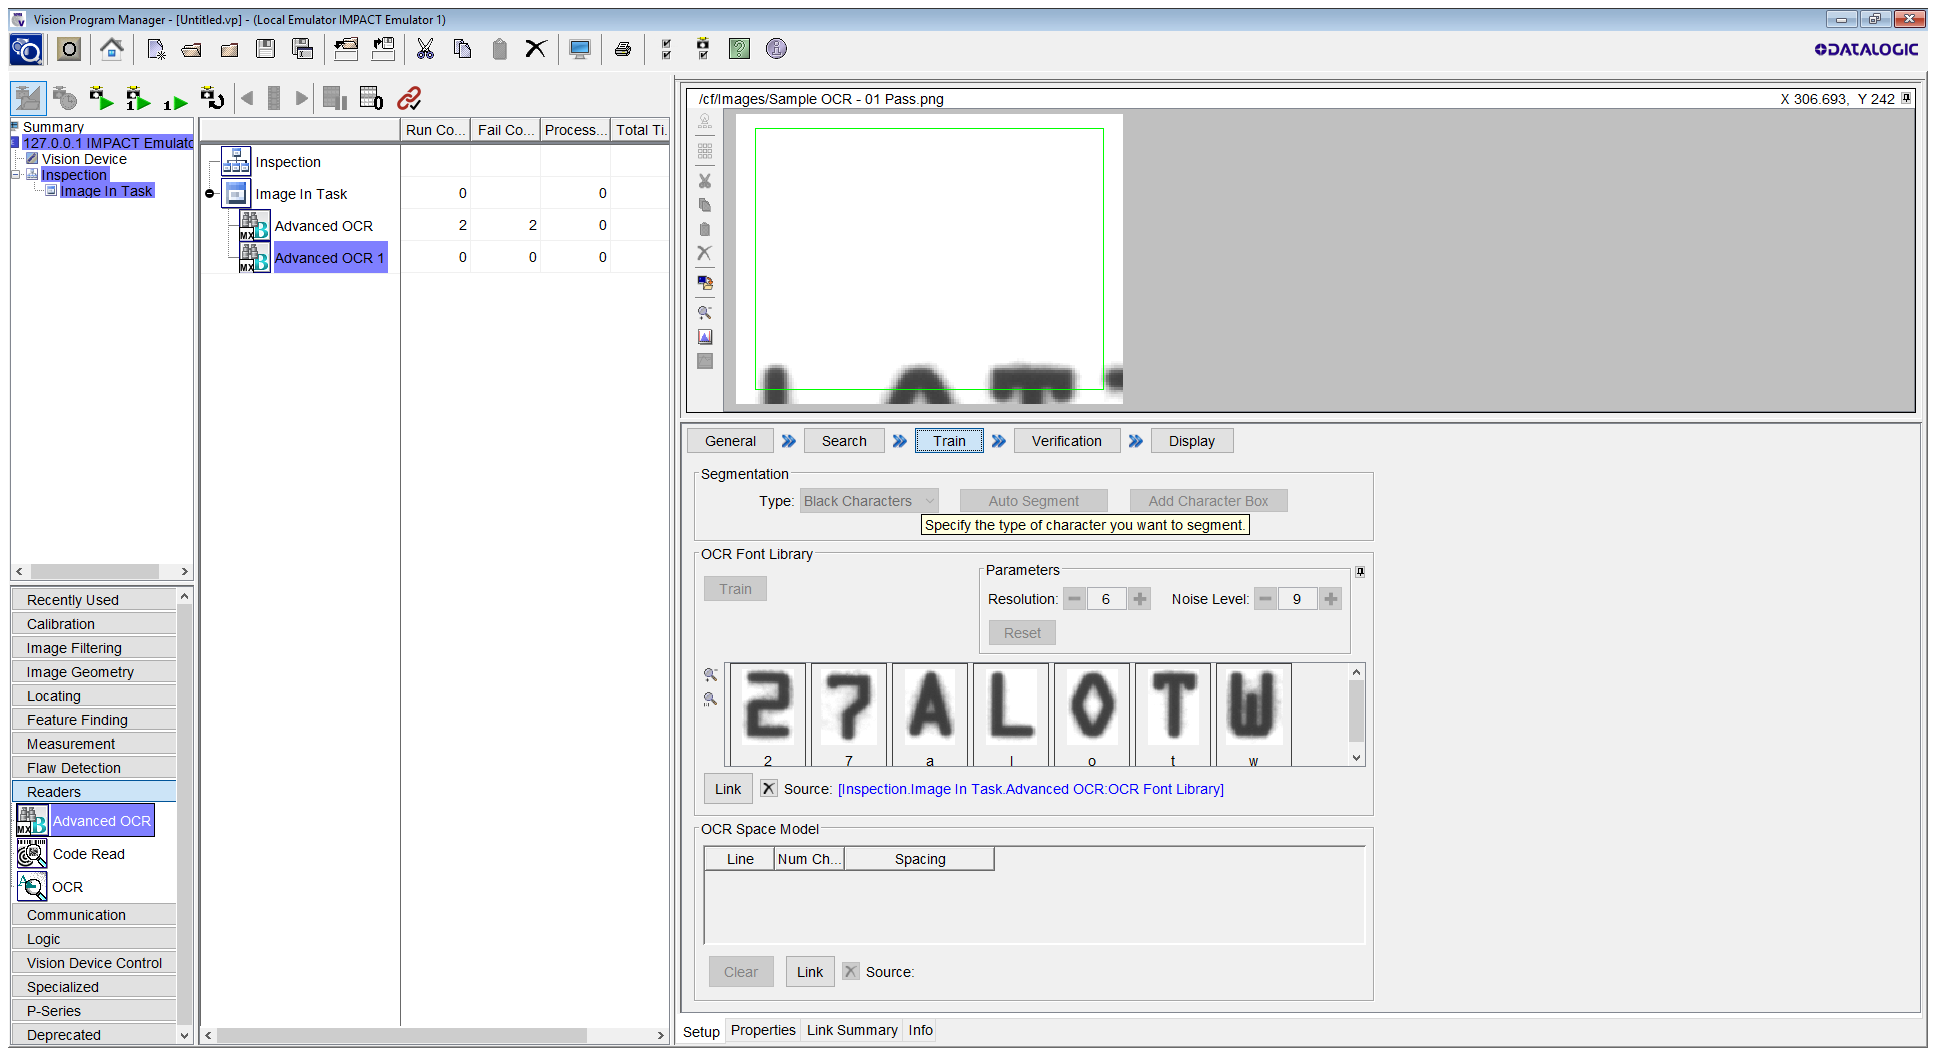 Vision Program Manager - [Untitled.vp] - (Local Emulator IMPACT Emulator 1)
DATALOGIC
Summary
127.0.0.1 IMPACT Emulato
Vision Device
Inspection
Image In Task
Run Co... Fail Co... Process... Total Ti.
Inspection
Image In Task 0 0
Advanced OCR 2 2 0
Advanced OCR 1 0 0 0
Recently Used
Calibration
Image Filtering
Image Geometry
Locating
Feature Finding
Measurement
Flaw Detection
Readers
Advanced OCR
Code Read
OCR
Communication
Logic
Vision Device Control
Specialized
P-Series
Deprecated
/cf/Images/Sample OCR - 01 Pass.png X 306.693, Y 242
General Search Train Verification Display
Segmentation
Type: Black Characters Auto Segment Add Character Box
Specify the type of character you want to segment.
OCR Font Library
Train
Parameters
Resolution: 6 Noise Level: 9
Reset
2 7 A L O T W
2 7 a l o t w
Link Source: [Inspection.Image In Task.Advanced OCR:OCR Font Library]
OCR Space Model
Line Num Ch... Spacing
Clear Link Source:
Setup Properties Link Summary Info